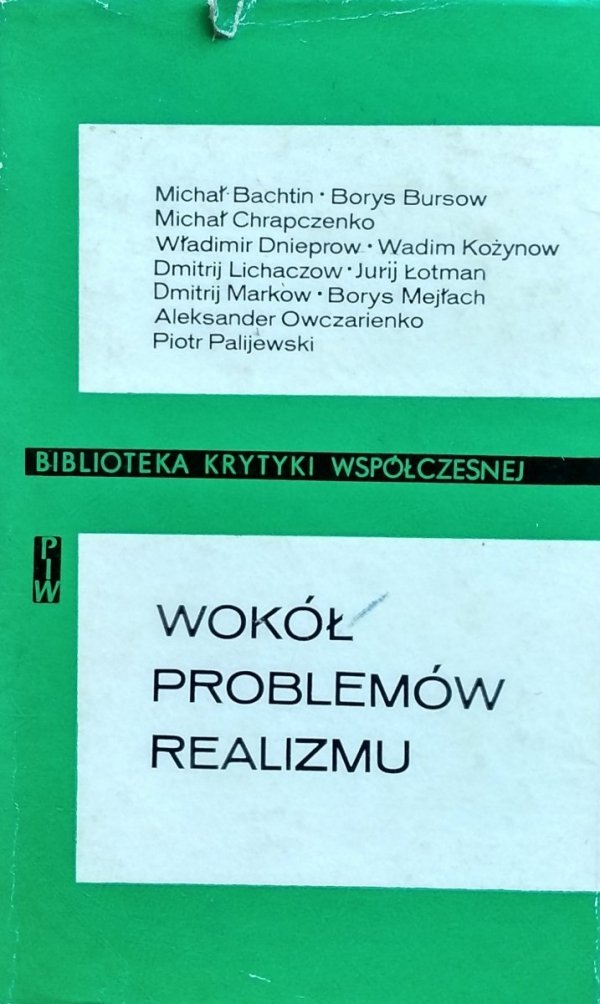 Michał Bachtin · Borys Bursow
Michał Chrapczenko
Władimir Dnieprow · Wadim Kożynow
Dmitrij Lichaczow · Jurij Łotman
Dmitrij Markow · Borys Mejłach
Aleksander Owczarienko
Piotr Palijewski
BIBLIOTEKA KRYTYKI WSPÓŁCZESNEJ
PIW
WOKÓŁ
PROBLEMÓW
REALIZMU